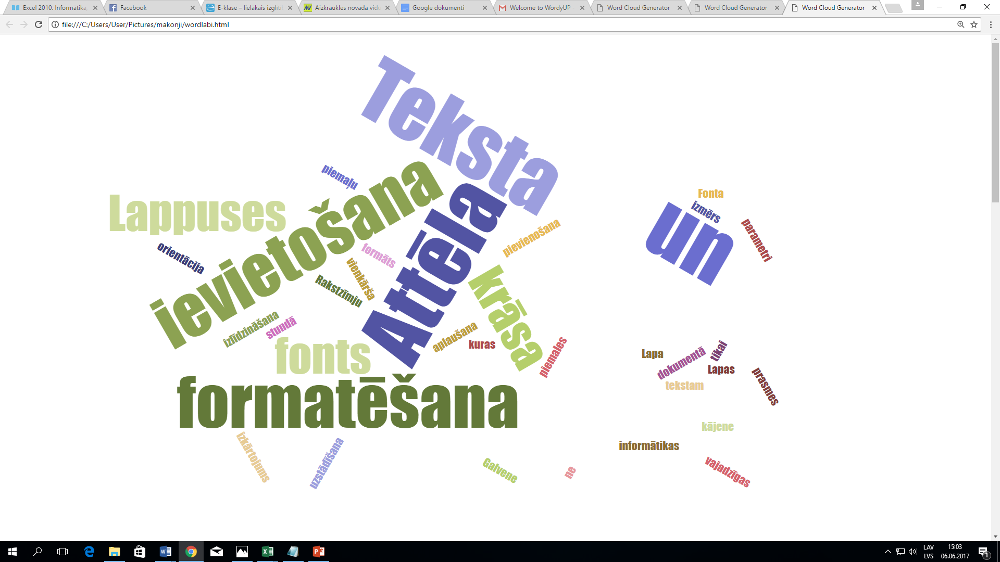 Excel 2010. Informātika,
Facebook
E-klase – lielākais izglītī
Aizkraukles novada vidu
Google dokumenti
Welcome to WordyUP -
Word Cloud Generator
Word Cloud Generator
Word Cloud Generator
file:///C:/Users/User/Pictures/makonji/wordlabi.html
Teksta
piemaļu
ievietošana
Attēla
Lappuses
orientācija
formāts
vienkārša
Rakstzīmju
pievienošana
krāsa
Fonta
izmērs
un
parametri
izlīdzināšana
stundā
fonts
aplaušana
kuras
piemales
formatēšana
Lapa
dokumentā
tikai
Lapas
tekstam
prasmes
kājene
informātikas
vajadzīgas
izkārtojums
uzstādīšana
Galvene
ne
LAV
LVS
15:03
06.06.2017
1